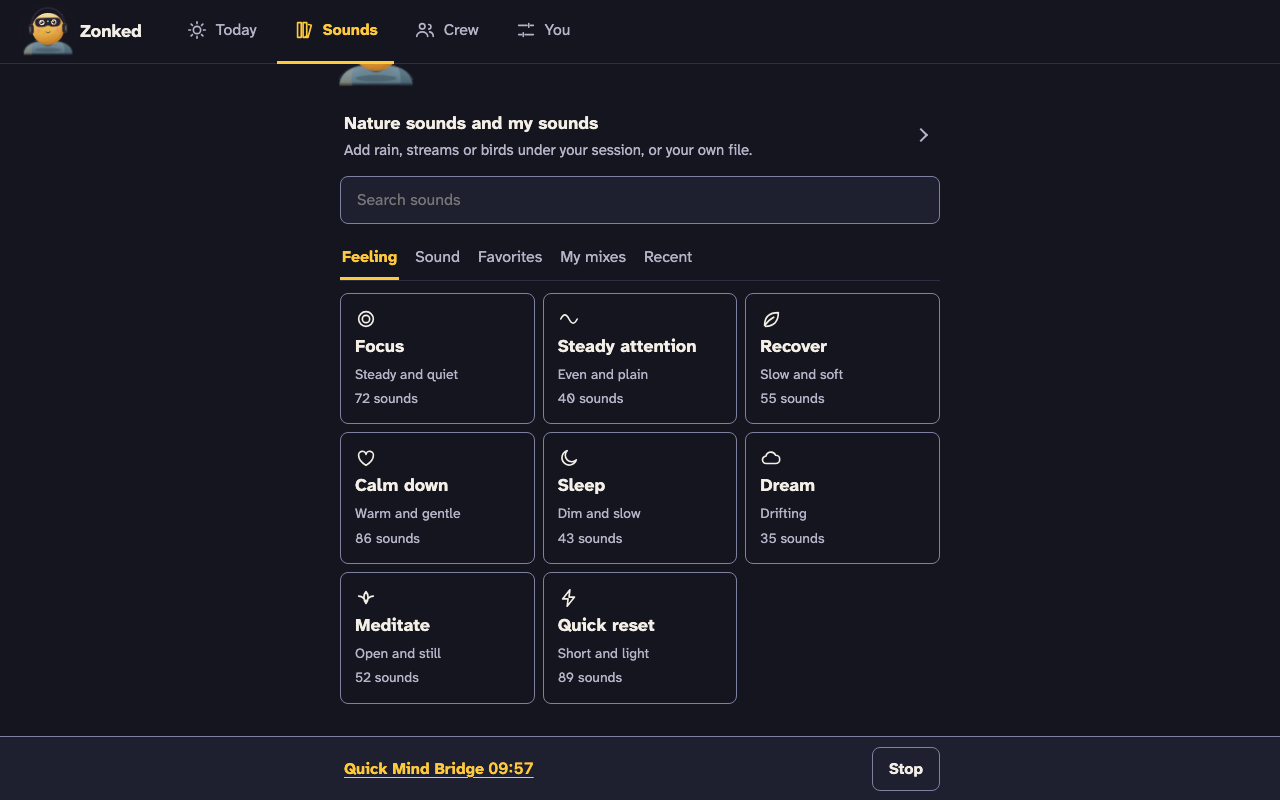 Zonked
Today
Sounds
Crew
You
Nature sounds and my sounds
Add rain, streams or birds under your session, or your own file.
Search sounds
Feeling
Sound
Favorites
My mixes
Recent
Focus
Steady and quiet
72 sounds
Steady attention
Even and plain
40 sounds
Recover
Slow and soft
55 sounds
Calm down
Warm and gentle
86 sounds
Sleep
Dim and slow
43 sounds
Dream
Drifting
35 sounds
Meditate
Open and still
52 sounds
Quick reset
Short and light
89 sounds
Quick Mind Bridge 09:57
Stop